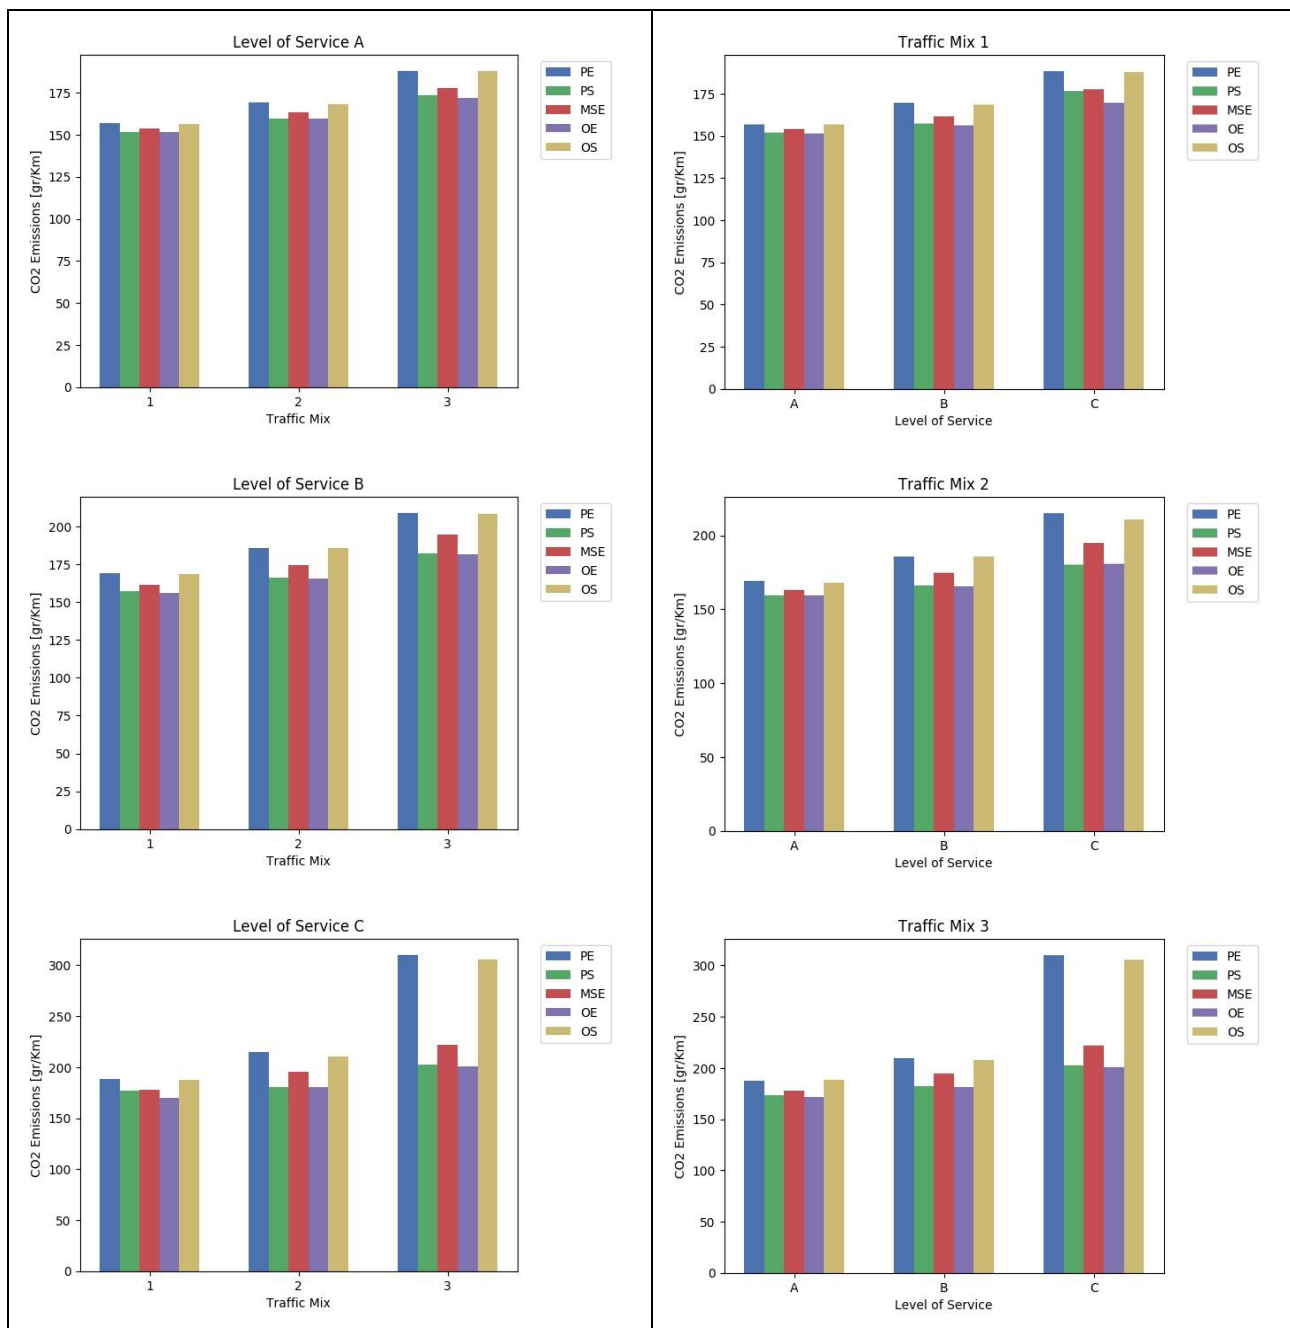 Level of Service A
CO2 Emissions [gr/Km]
175
150
125
100
75
50
25
0
1 2 3
Traffic Mix
PE
PS
MSE
OE
OS
Traffic Mix 1
CO2 Emissions [gr/Km]
175
150
125
100
75
50
25
0
A B C
Level of Service
PE
PS
MSE
OE
OS
Level of Service B
CO2 Emissions [gr/Km]
200
175
150
125
100
75
50
25
0
1 2 3
Traffic Mix
PE
PS
MSE
OE
OS
Traffic Mix 2
CO2 Emissions [gr/Km]
200
150
100
50
0
A B C
Level of Service
PE
PS
MSE
OE
OS
Level of Service C
CO2 Emissions [gr/Km]
300
250
200
150
100
50
0
1 2 3
Traffic Mix
PE
PS
MSE
OE
OS
Traffic Mix 3
CO2 Emissions [gr/Km]
300
250
200
150
100
50
0
A B C
Level of Service
PE
PS
MSE
OE
OS